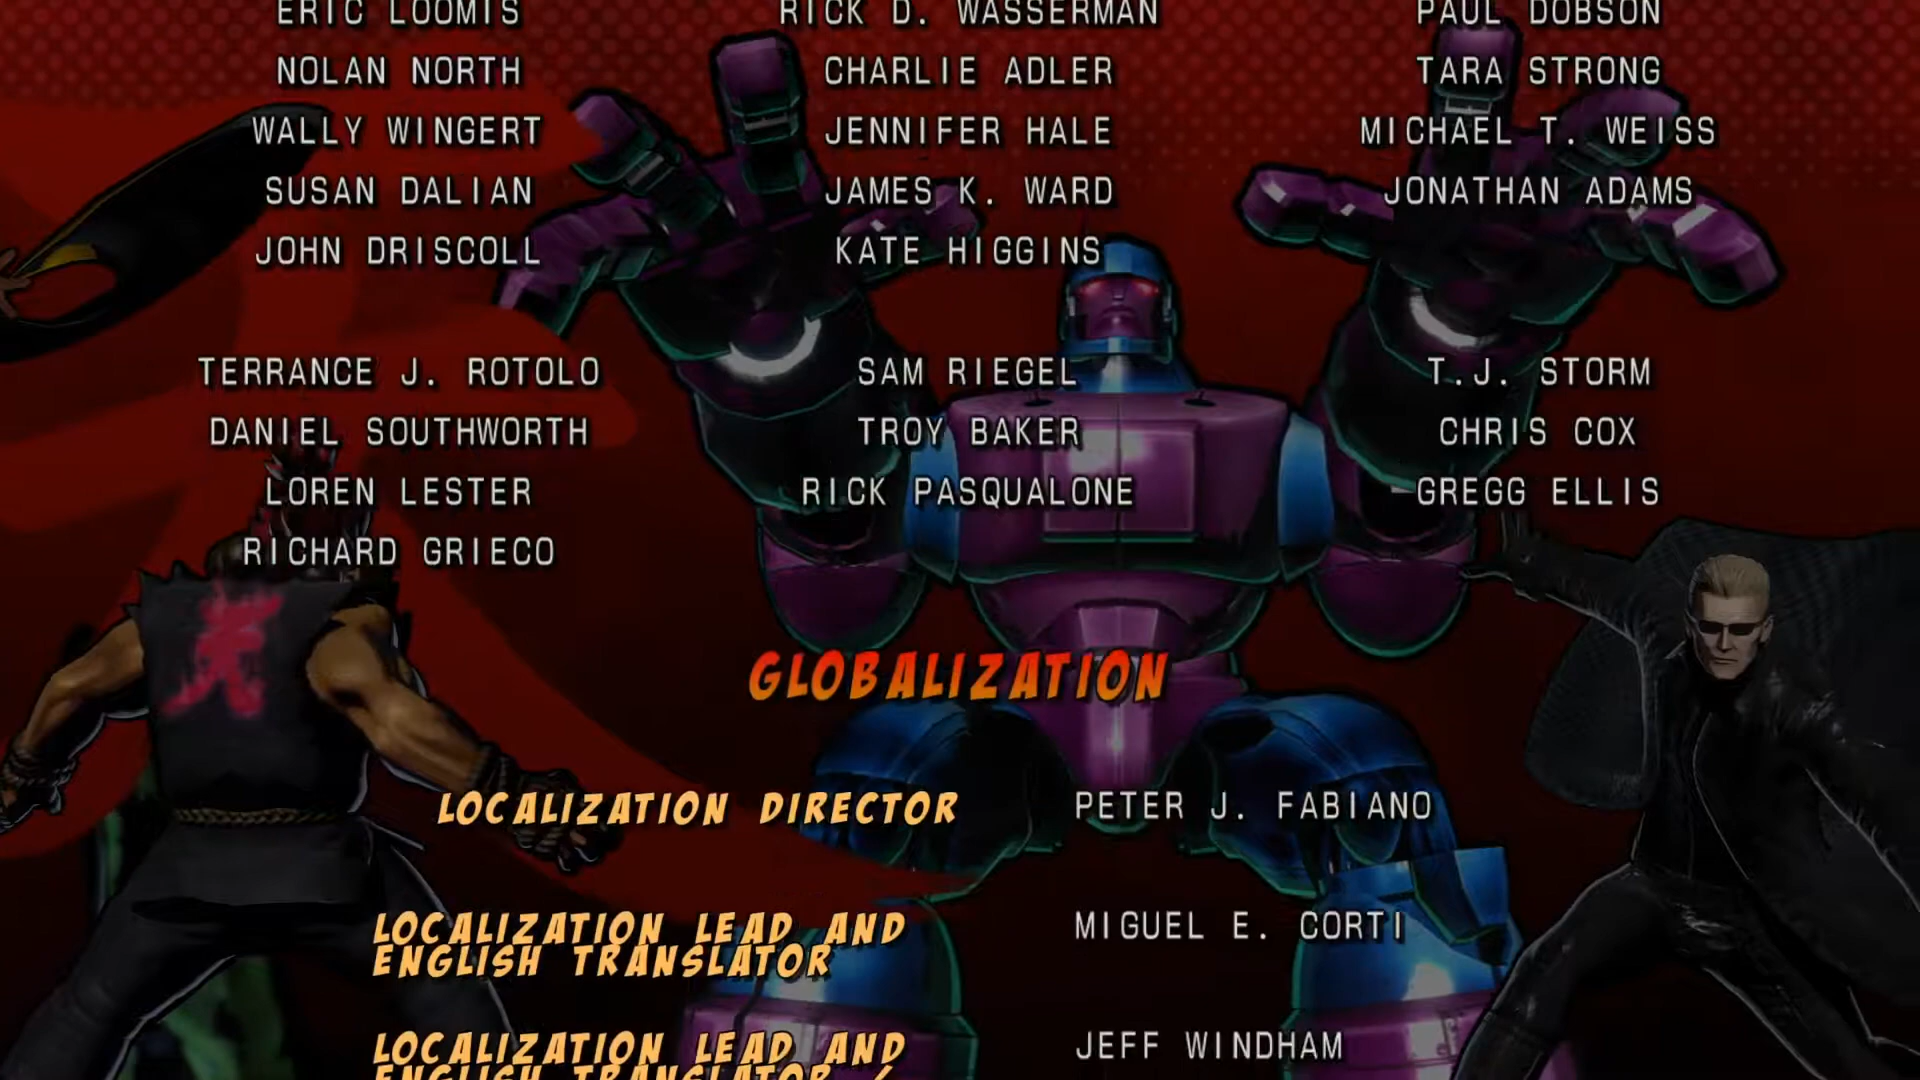 ERIC LOOMIS RICK D. WASSERMAN PAUL DOBSON
NOLAN NORTH CHARLIE ADLER TARA STRONG
WALLY WINGERT JENNIFER HALE MICHAEL T. WEISS
SUSAN DALIAN JAMES K. WARD JONATHAN ADAMS
JOHN DRISCOLL KATE HIGGINS
TERRANCE J. ROTOLO SAM RIEGEL T.J. STORM
DANIEL SOUTHWORTH TROY BAKER CHRIS COX
LOREN LESTER RICK PASQUALONE GREGG ELLIS
RICHARD GRIECO
GLOBALIZATION
LOCALIZATION DIRECTOR PETER J. FABIANO
LOCALIZATION LEAD AND MIGUEL E. CORTI
ENGLISH TRANSLATOR
LOCALIZATION LEAD AND JEFF WINDHAM
ENGLISH TRANSLATOR /